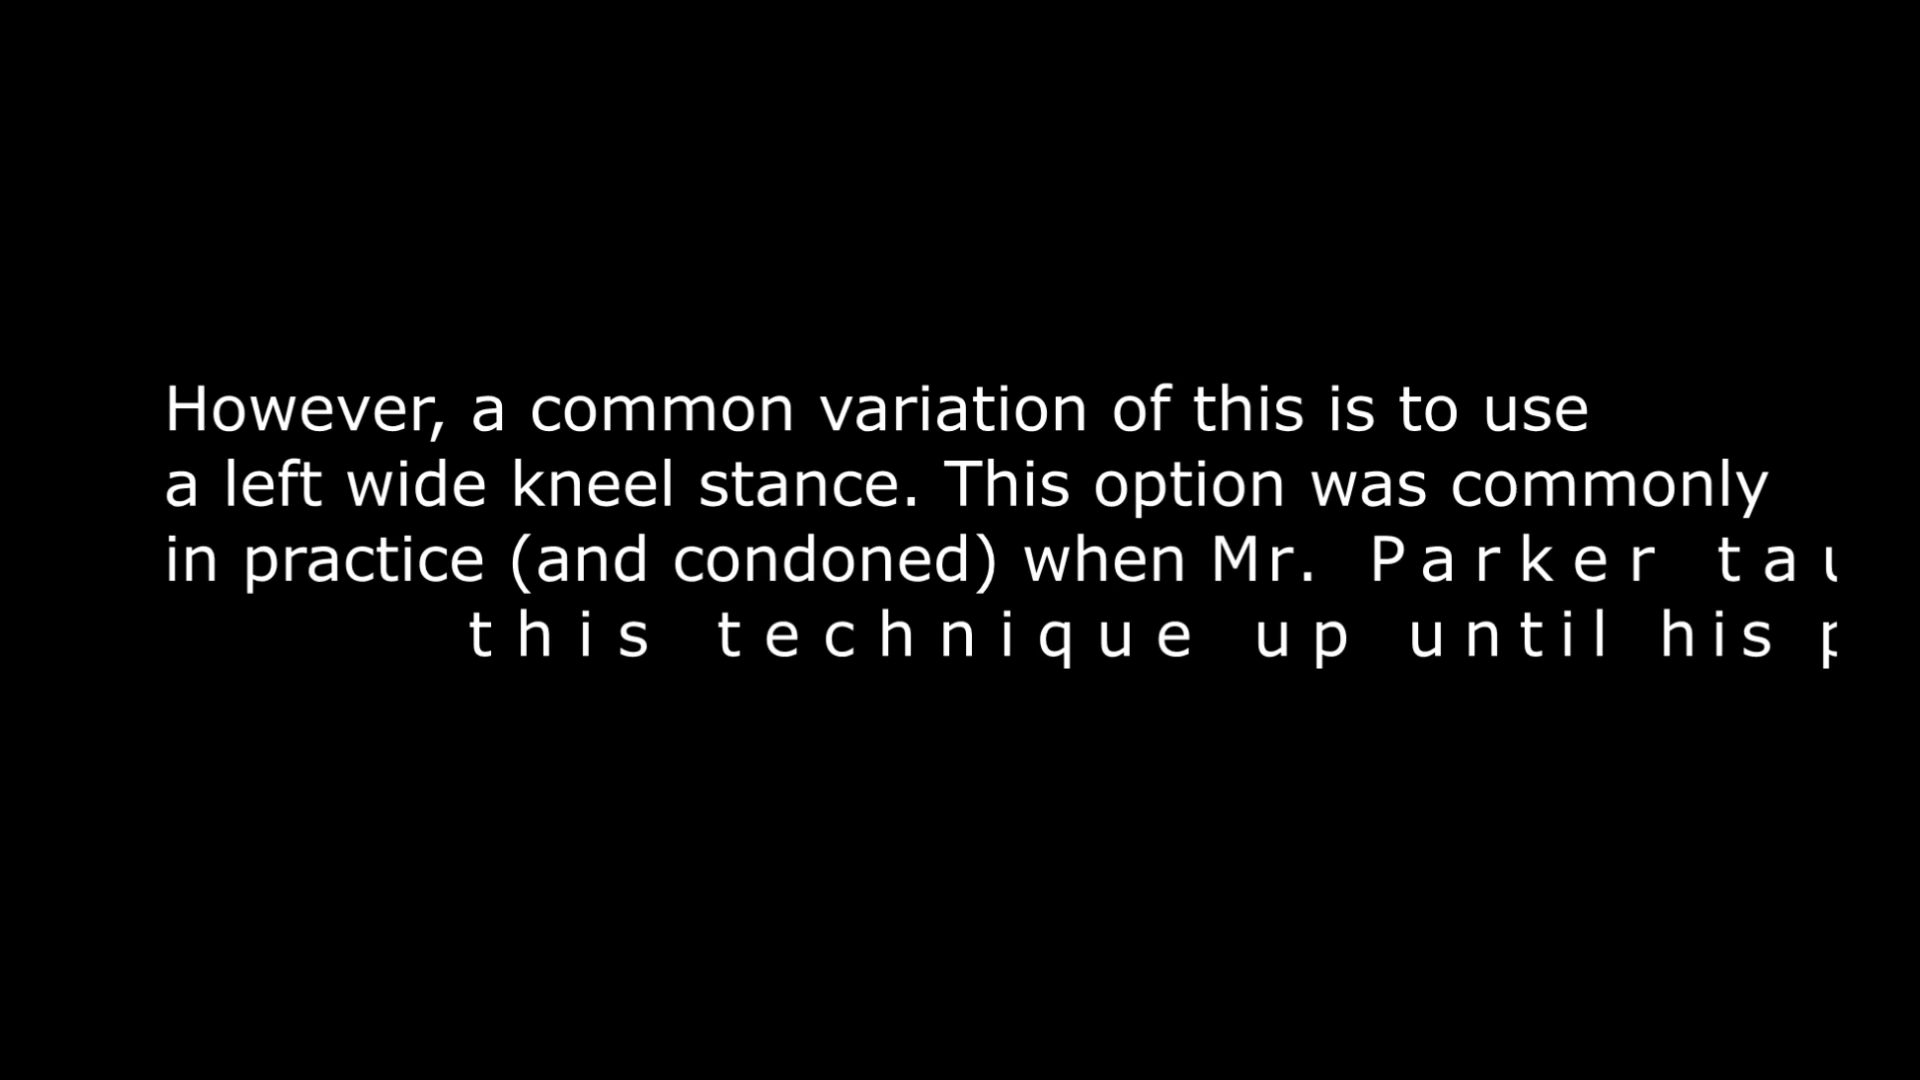 However, a common variation of this is to use
a left wide kneel stance. This option was commonly
in practice (and condoned) when Mr. Parker
this technique up until his